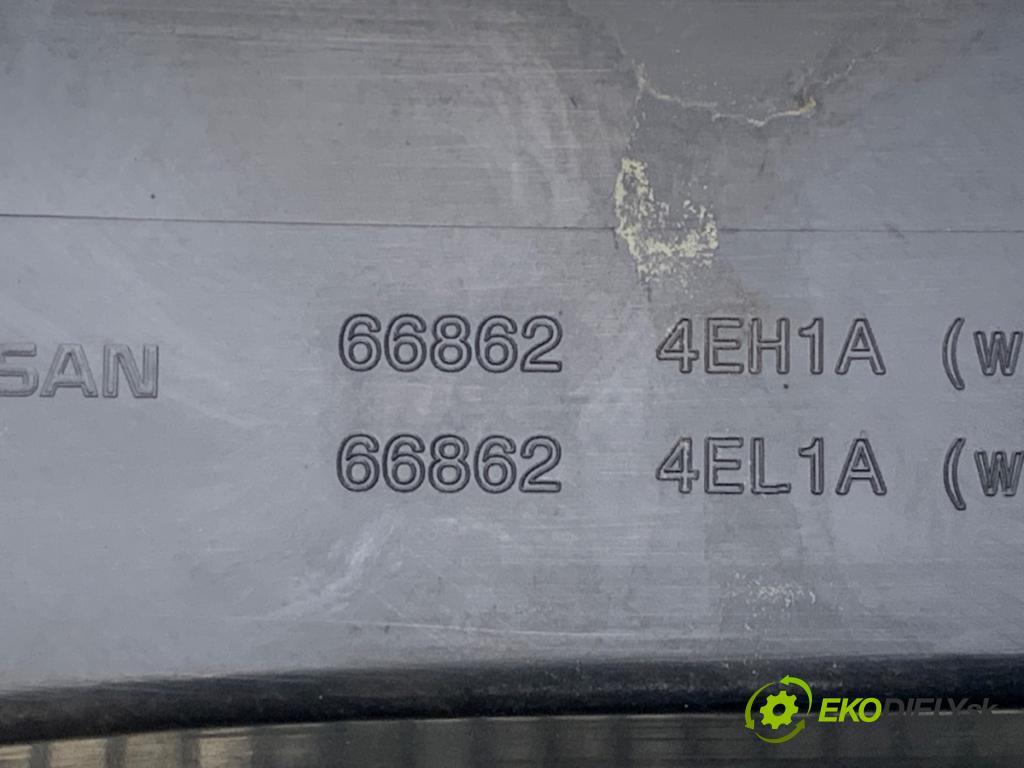 SAN
66862 4EH1A (w
66862 4EL1A (w
EKODIELY.sk